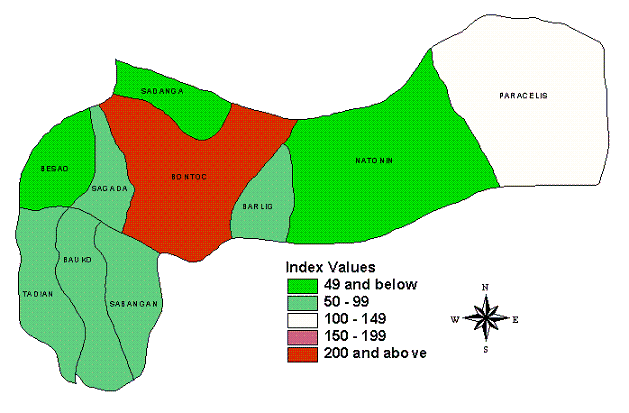 SADANGA
PARACELIS
BESAO
SAGADA
BONTOC
NATONIN
BARLIG
BAUKO
TADIAN
SABANGAN
Index Values
49 and below
50 - 99
100 - 149
150 - 199
200 and above
N
W E
S